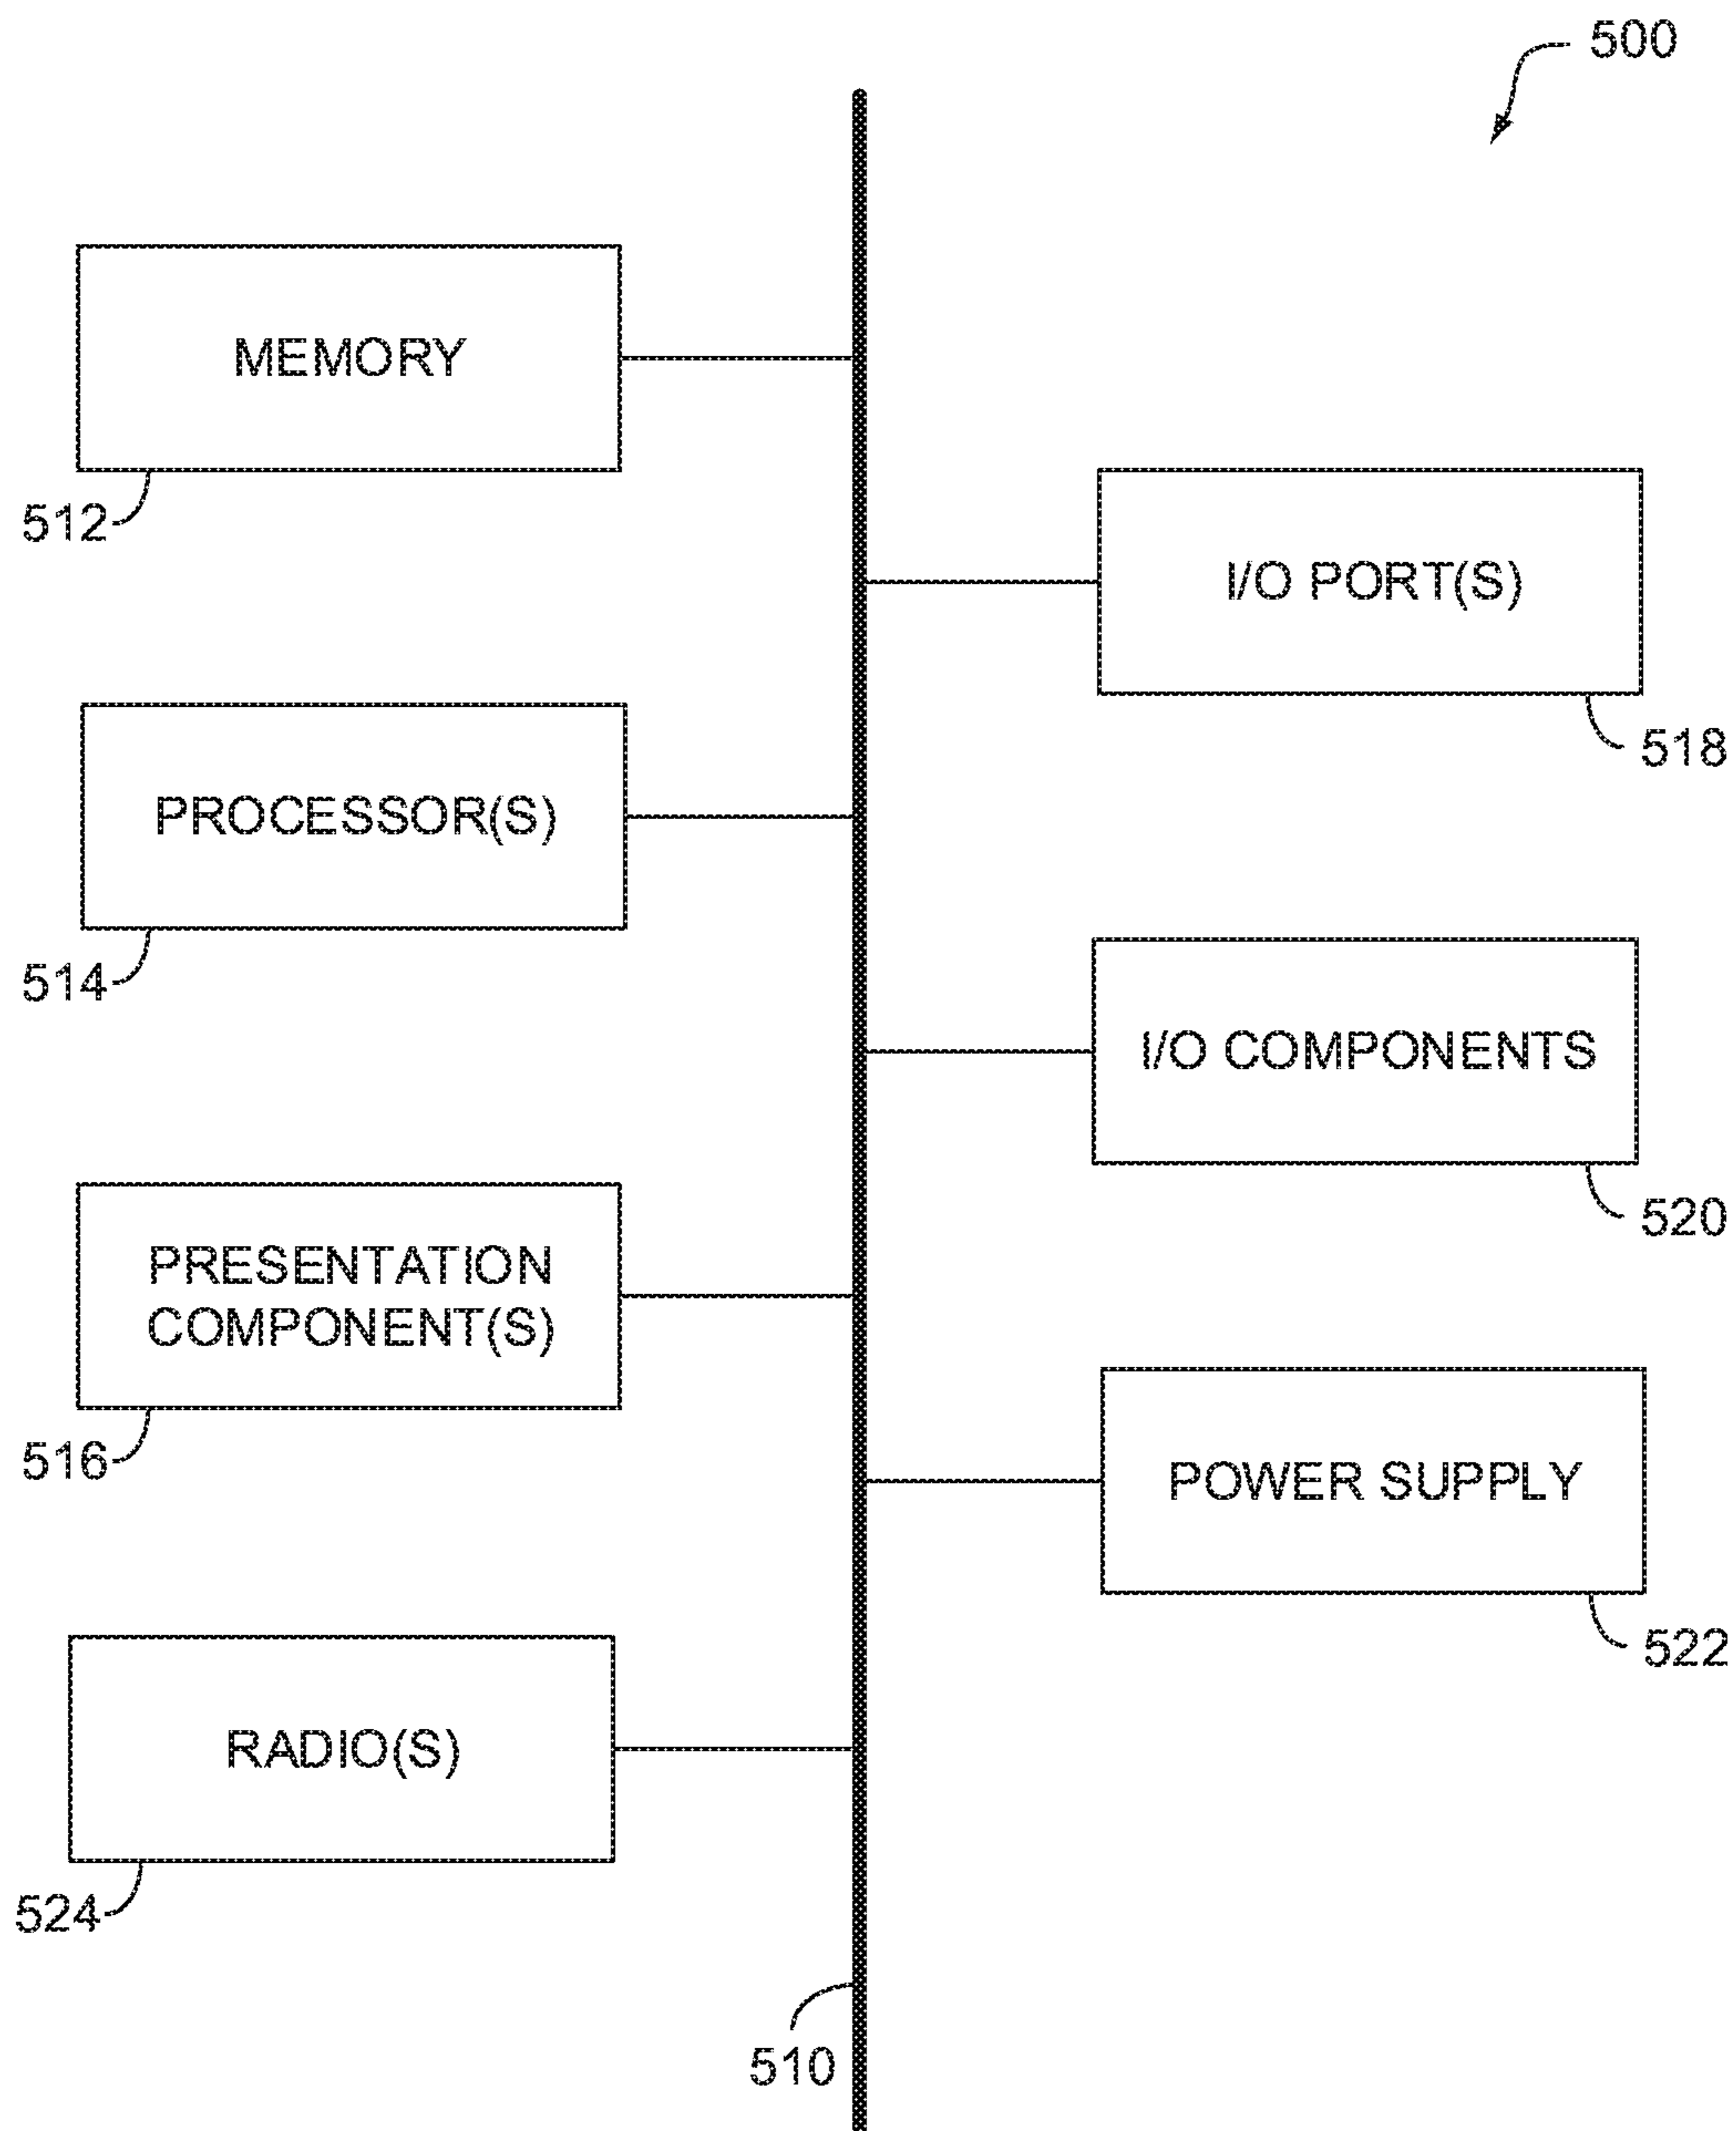 500
MEMORY
512
I/O PORT(S)
518
PROCESSOR(S)
514
I/O COMPONENTS
520
PRESENTATION
COMPONENT(S)
516
POWER SUPPLY
522
RADIO(S)
524
510